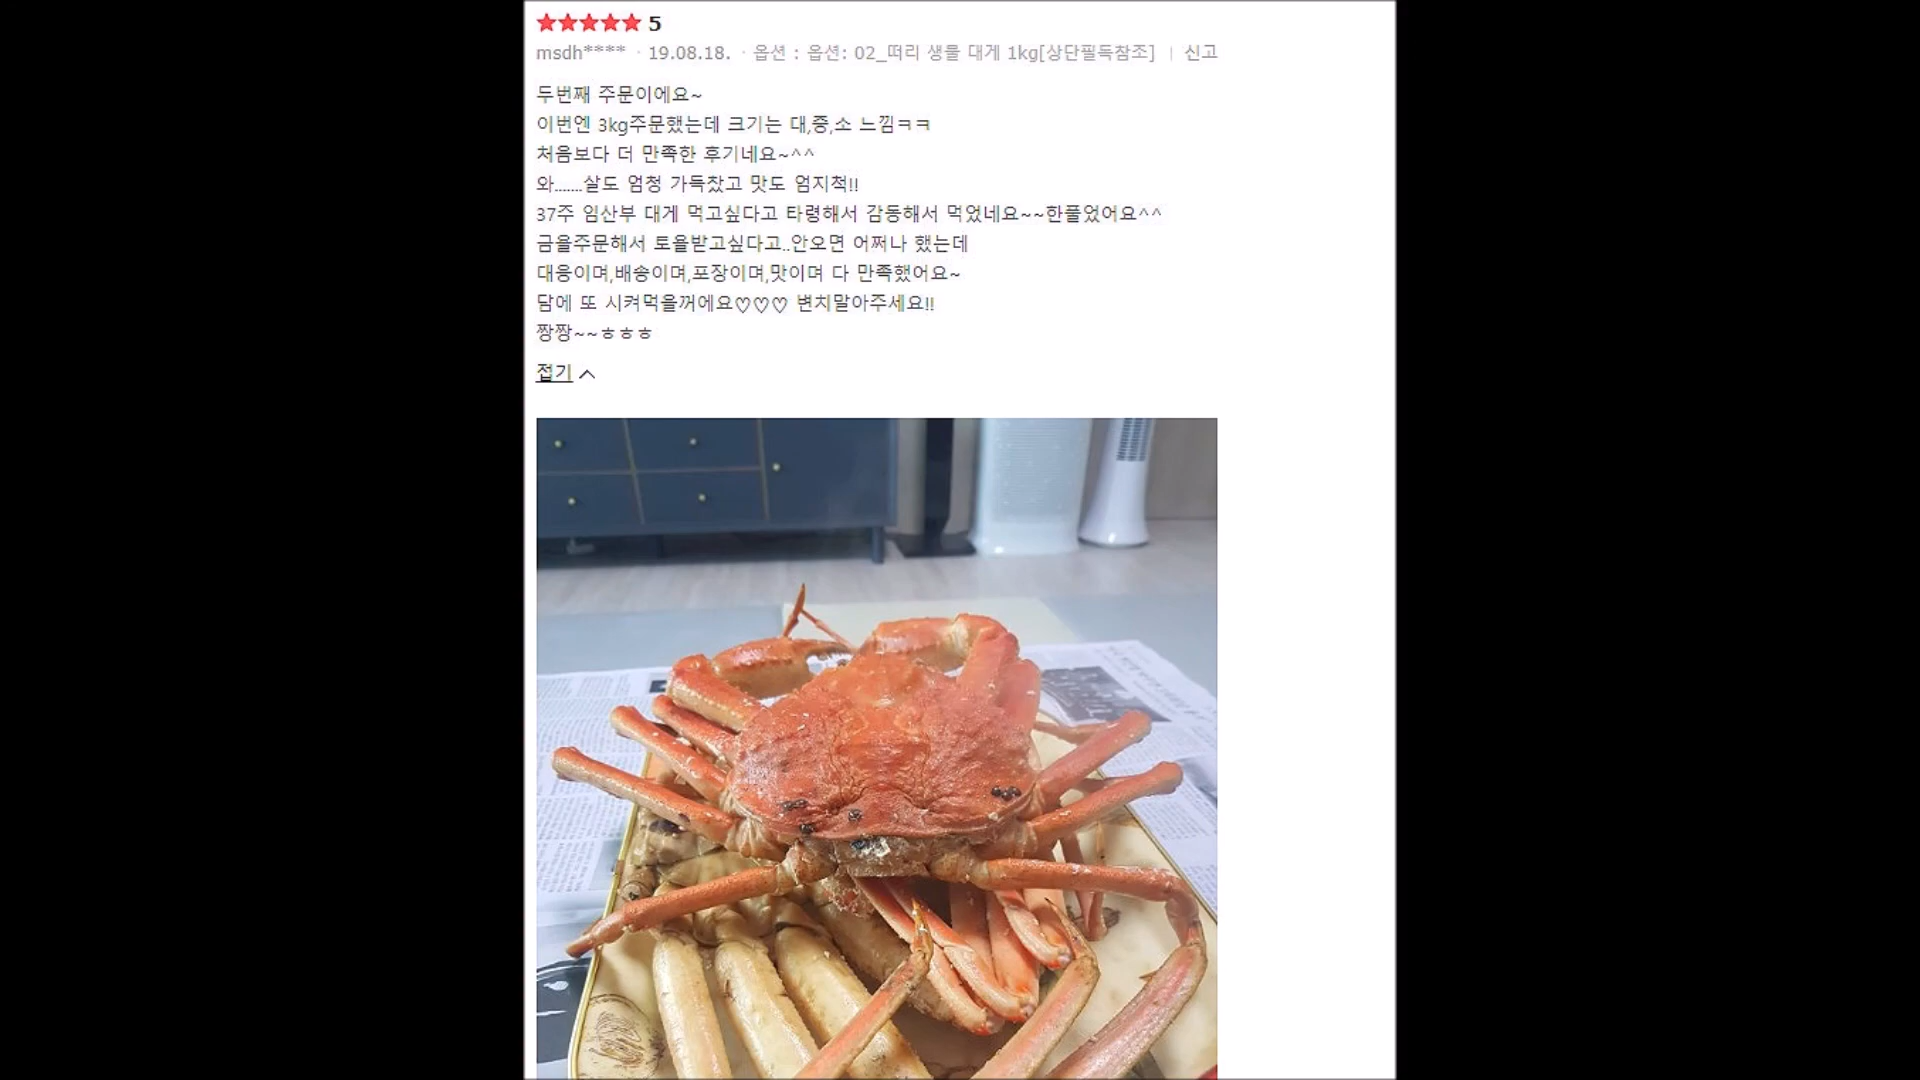 ★★★★★ 5
msdh**** · 19.08.18. · 옵션 : 옵션: 02_떠리 생물 대게 1kg[상단필득참조] | 신고
두번째 주문이에요~
이번엔 3kg주문했는데 크기는 대,중,소 느낌ㅋㅋ
처음보다 더 만족한 후기네요~^^
와.......살도 엄청 가득찼고 맛도 엄지척!!
37주 임산부 대게 먹고싶다고 타령해서 감동해서 먹었네요~~한풀었어요^^
금욜주문해서 토욜받고싶다고..안오면 어쩌나 했는데
대응이며,배송이며,포장이며,맛이며 다 만족했어요~
담에 또 시켜먹을꺼에요♡♡♡ 변치말아주세요!!
짱짱~~ㅎㅎㅎ
접기